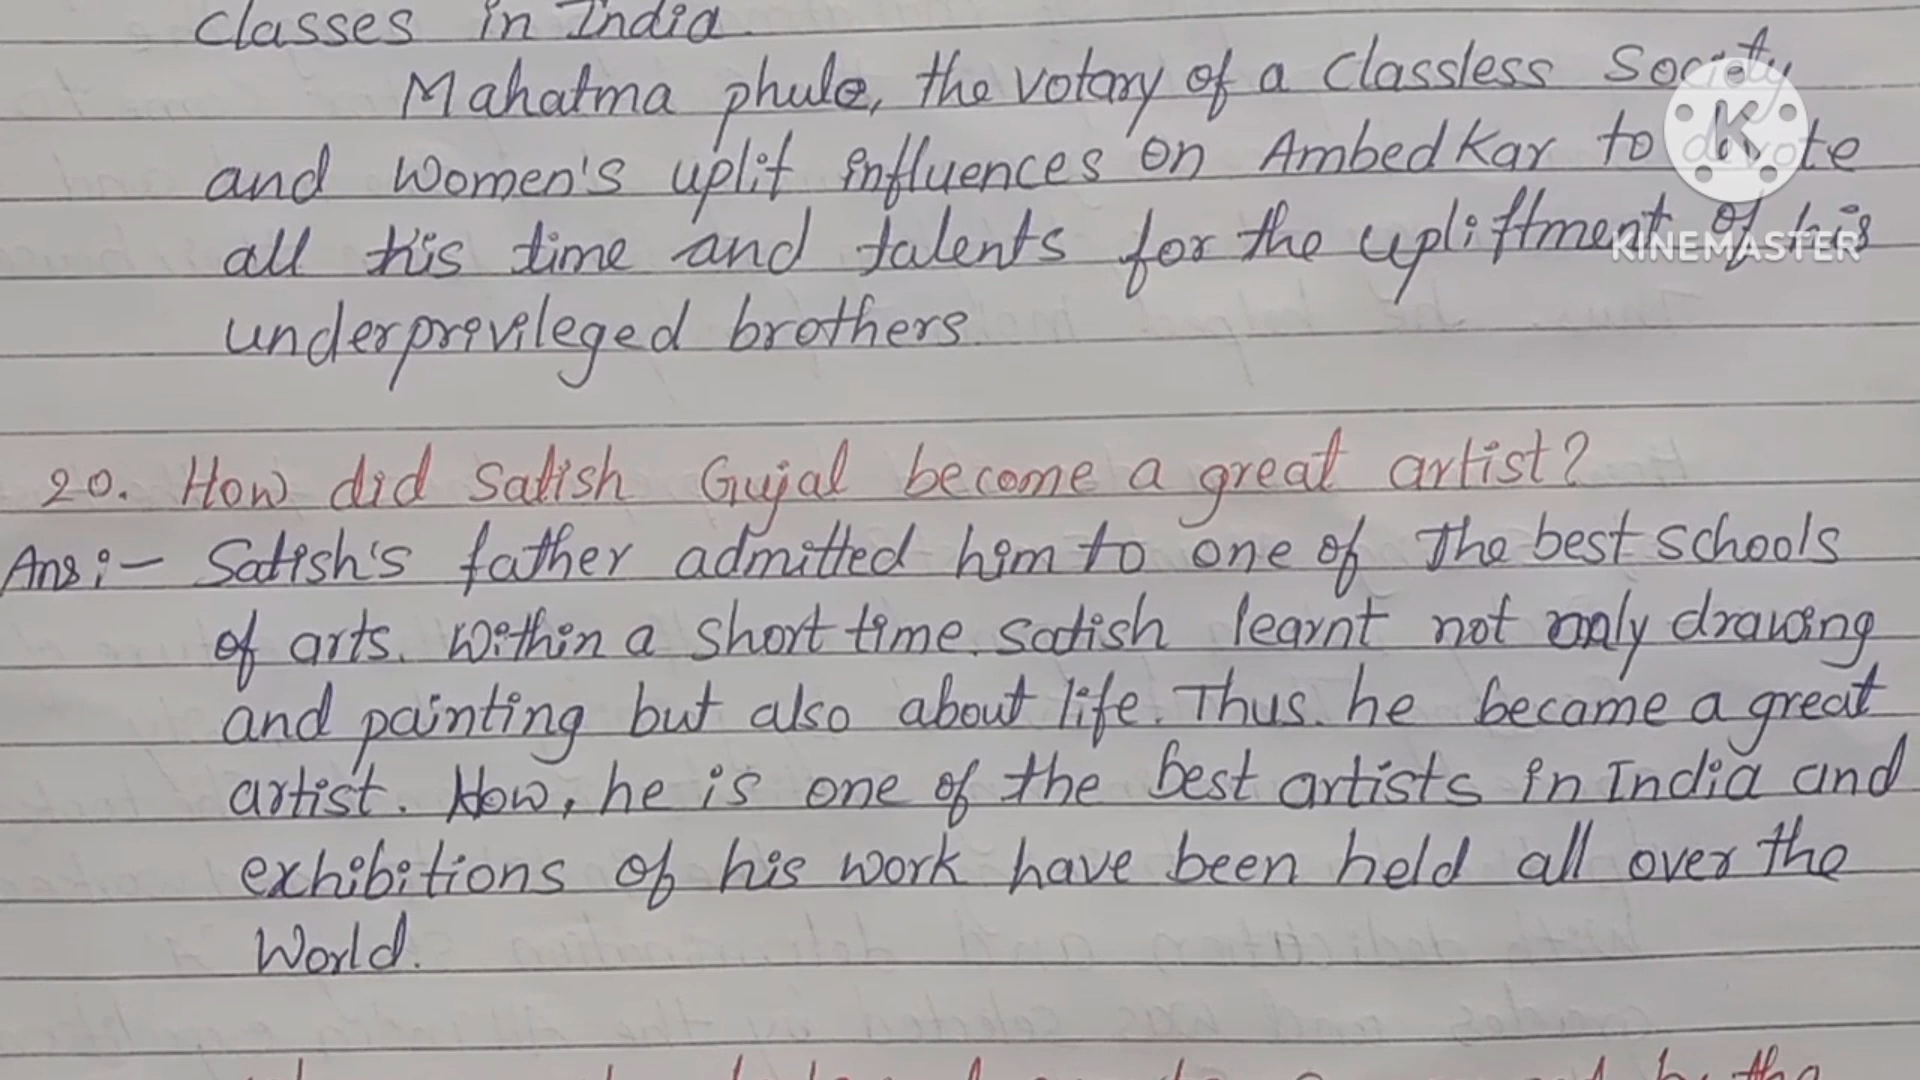 classes in India.
Mahatma phule, the votary of a classless society
and women's uplift influences on Ambedkar to devote
all his time and talents for the upliftment of his
KINEMASTER
underprivileged brothers
20. How did Satish Gujal become a great artist?
Ans:- Satish's father admitted him to one of the best schools
of arts. Within a short time. Satish learnt not only drawing
and painting but also about life. Thus. he became a great
artist. Now, he is one of the best artists in India and
exhibitions of his work have been held all over the
World.